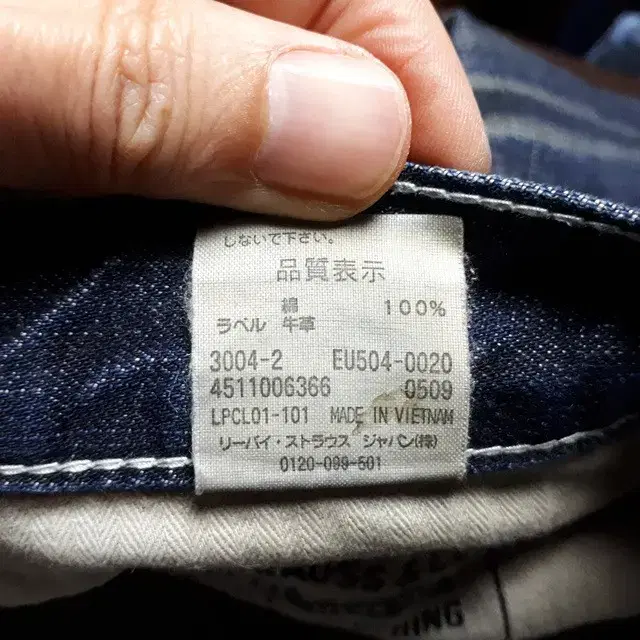 しないで下さい。
品質表示
綿 100%
ラベル 牛革
3004-2 EU504-0020
4511006366 0509
LPCL01-101 MADE IN VIETNAM
リーバイ・ストラウス ジャパン(株)
0120-099-501